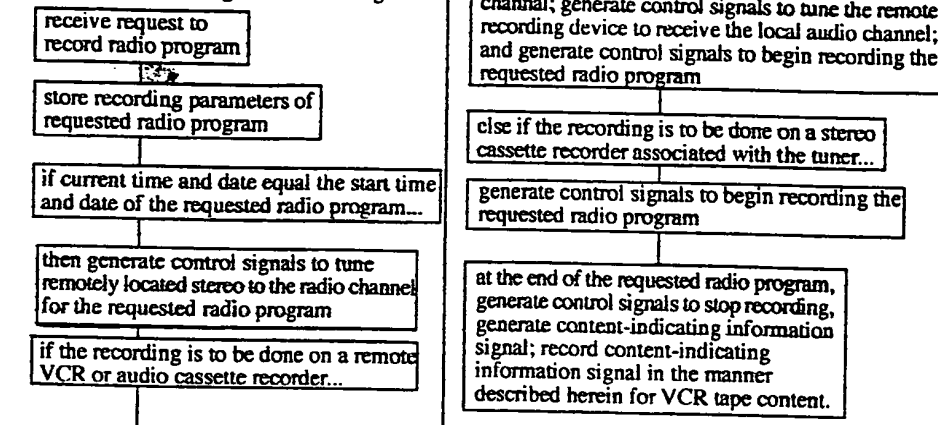 receive request to
record radio program
store recording parameters of
requested radio program
if current time and date equal the start time
and date of the requested radio program...
then generate control signals to tune
remotely located stereo to the radio channel
for the requested radio program
if the recording is to be done on a remote
VCR or audio cassette recorder...
channal; generate control signals to tune the remote
recording device to receive the local audio channel;
and generate control signals to begin recording the
requested radio program
else if the recording is to be done on a stereo
cassette recorder associated with the tuner...
generate control signals to begin recording the
requested radio program
at the end of the requested radio program,
generate control signals to stop recording,
generate content-indicating information
signal; record content-indicating
information signal in the manner
described herein for VCR tape content.